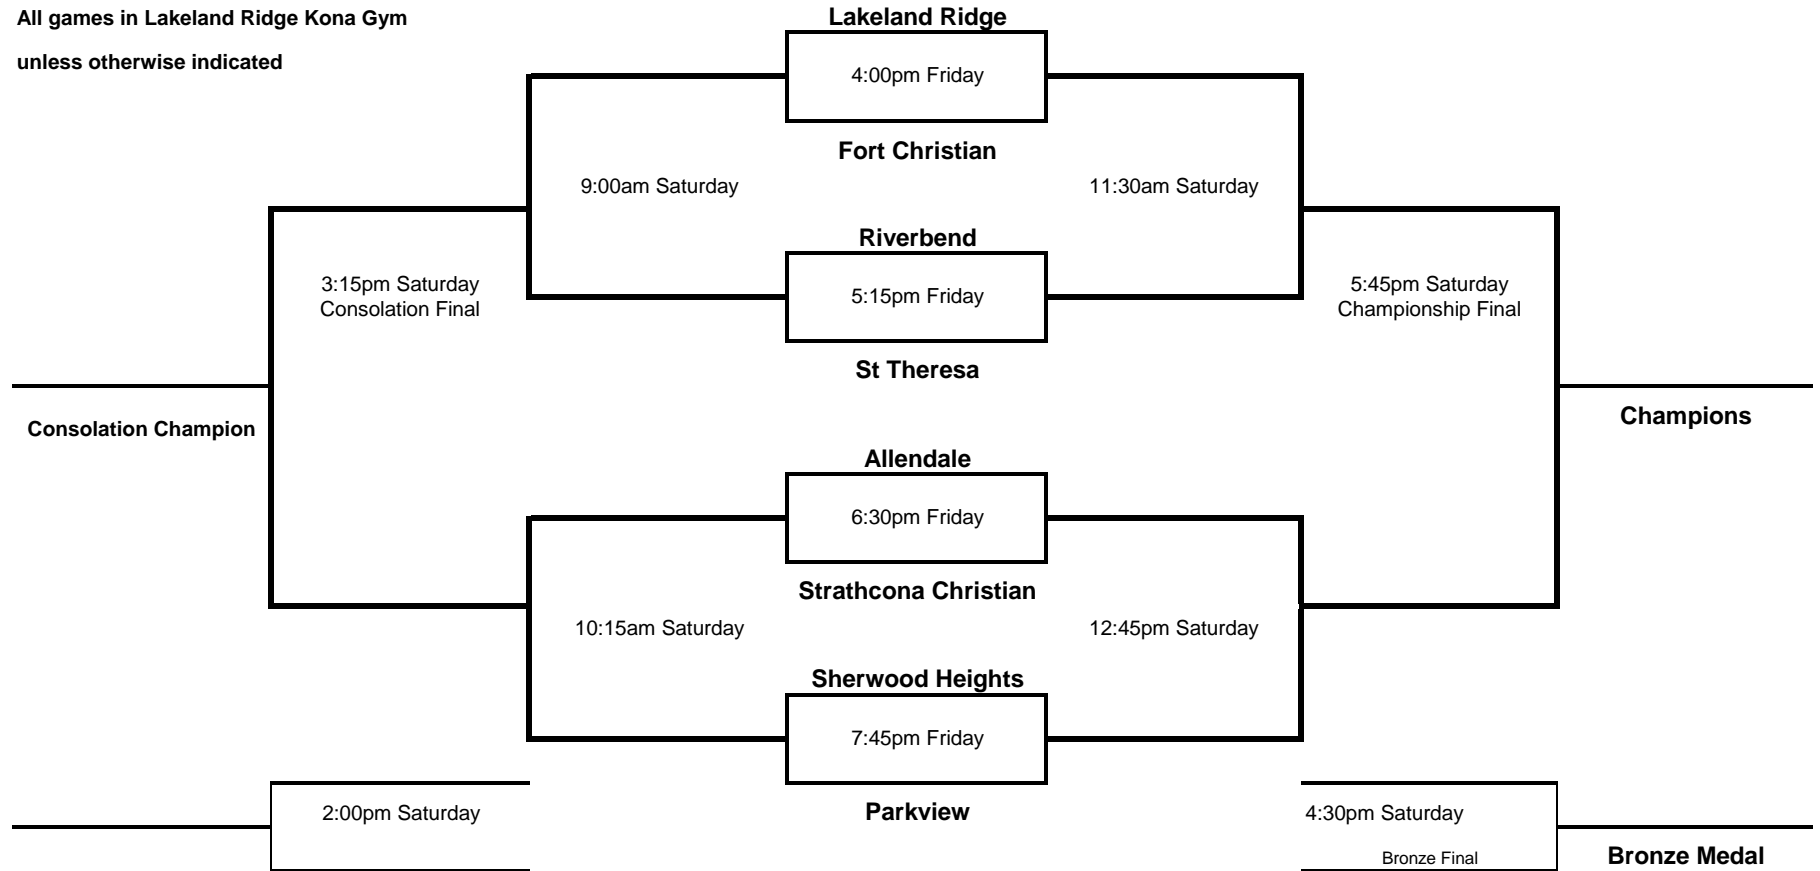 All games in Lakeland Ridge Kona Gym
unless otherwise indicated
Lakeland Ridge
4:00pm Friday
Fort Christian
9:00am Saturday
11:30am Saturday
Riverbend
3:15pm Saturday
Consolation Final
5:15pm Friday
5:45pm Saturday
Championship Final
St Theresa
Consolation Champion
Champions
Allendale
6:30pm Friday
Strathcona Christian
10:15am Saturday
12:45pm Saturday
Sherwood Heights
7:45pm Friday
2:00pm Saturday
Parkview
4:30pm Saturday
Bronze Final
Bronze Medal